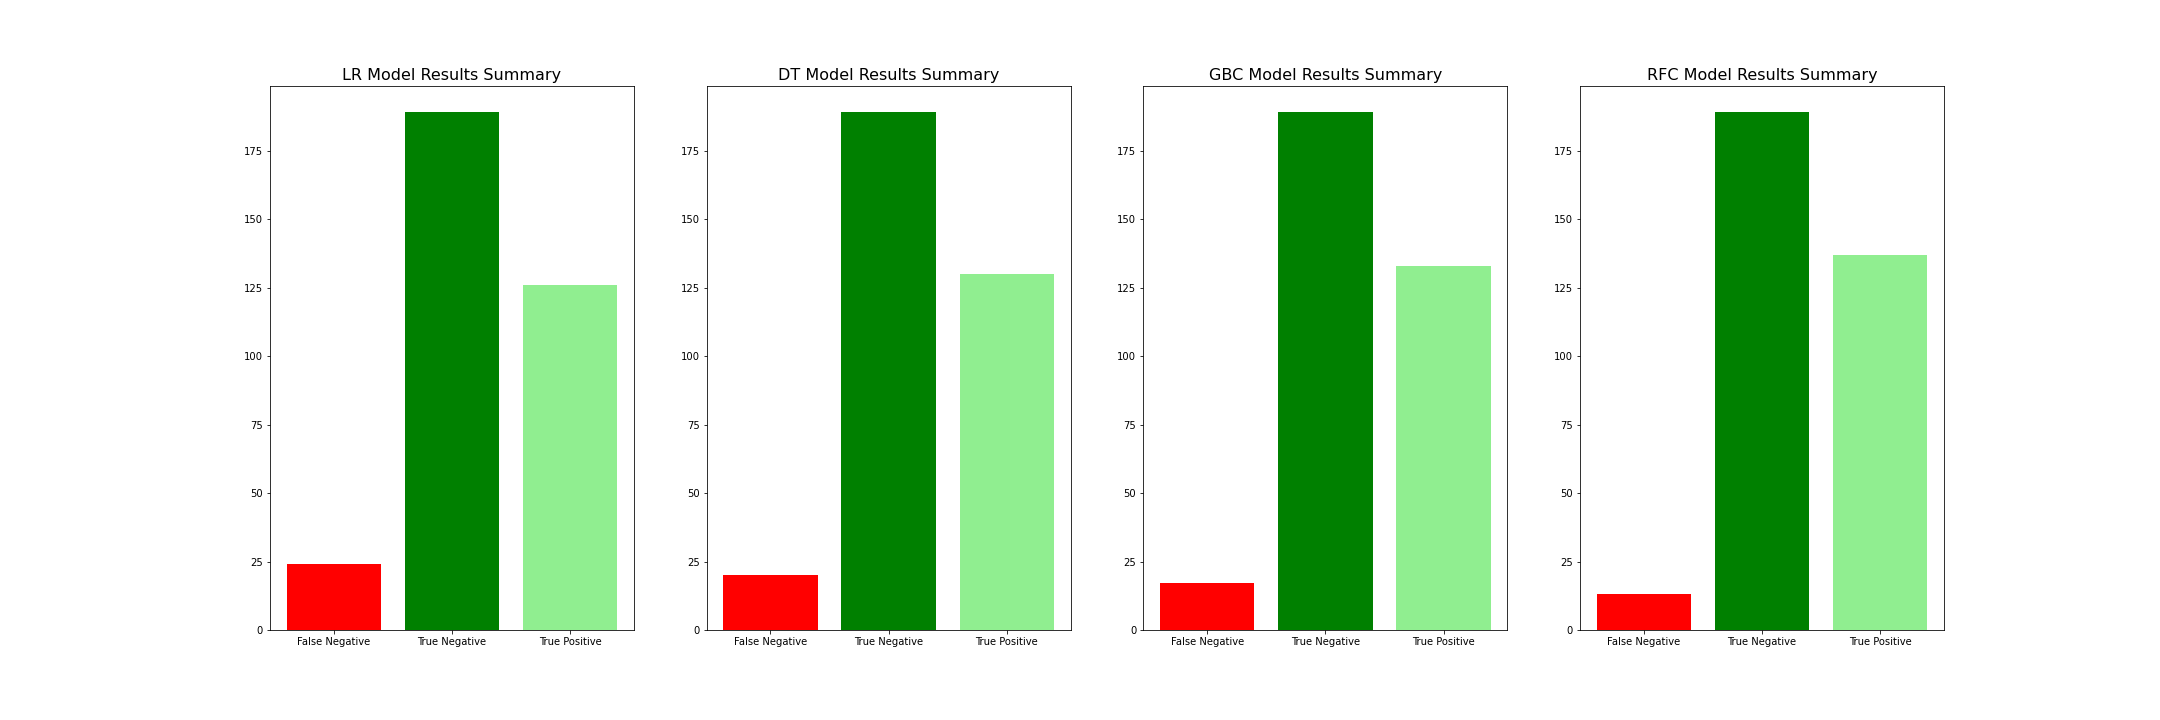 LR Model Results Summary
DT Model Results Summary
GBC Model Results Summary
RFC Model Results Summary
175 175 175 175
150 150 150 150
125 125 125 125
100 100 100 100
75 75 75 75
50 50 50 50
25 25 25 25
0 0 0 0
False Negative True Negative True Positive
False Negative True Negative True Positive
False Negative True Negative True Positive
False Negative True Negative True Positive